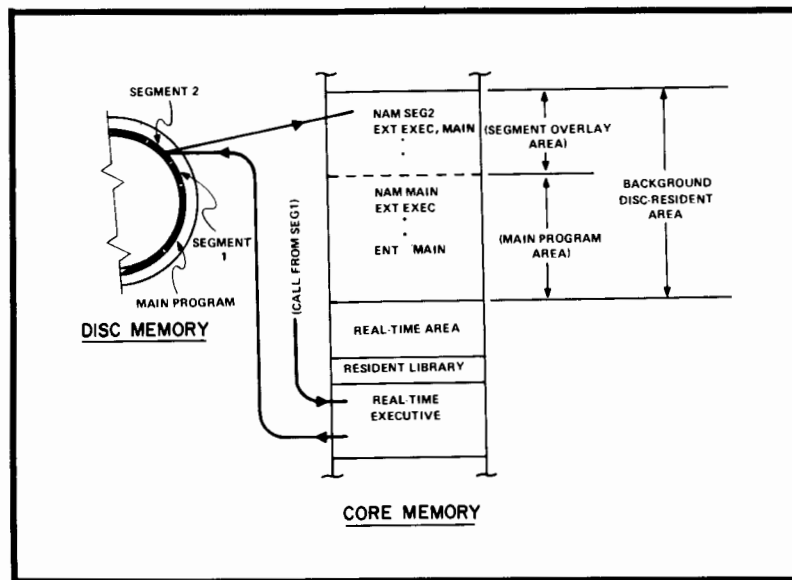 SEGMENT 2
SEGMENT
1
MAIN PROGRAM
DISC MEMORY
(CALL FROM SEG1)
NAM SEG2
EXT EXEC, MAIN
NAM MAIN
EXT EXEC
ENT MAIN
REAL-TIME AREA
RESIDENT LIBRARY
REAL-TIME
EXECUTIVE
CORE MEMORY
(SEGMENT OVERLAY
AREA)
(MAIN PROGRAM
AREA)
BACKGROUND
DISC-RESIDENT
AREA